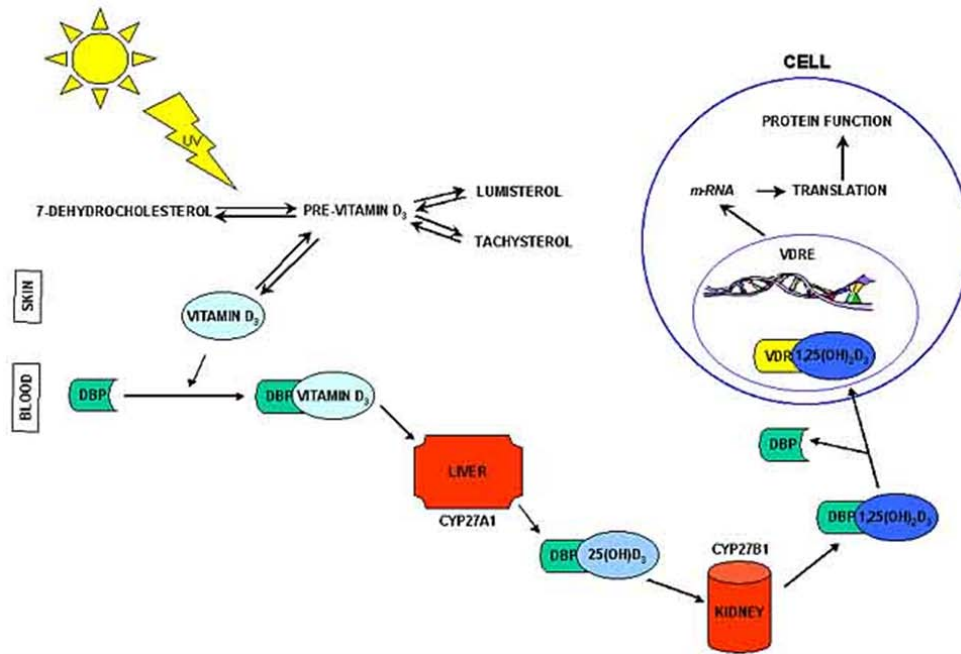 CELL
PROTEIN FUNCTION
UV
m-RNA
TRANSLATION
LUMISTEROL
7-DEHYDROCHOLESTEROL
PRE-VITAMIN D₃
TACHYSTEROL
VDRE
SKIN
VITAMIN D₃
VDR
1,25(OH)₂D₃
BLOOD
DBP
DBP
VITAMIN D₃
DBP
LIVER
CYP27A1
DBP
1,25(OH)₂D₃
DBP
25(OH)D₃
CYP27B1
KIDNEY